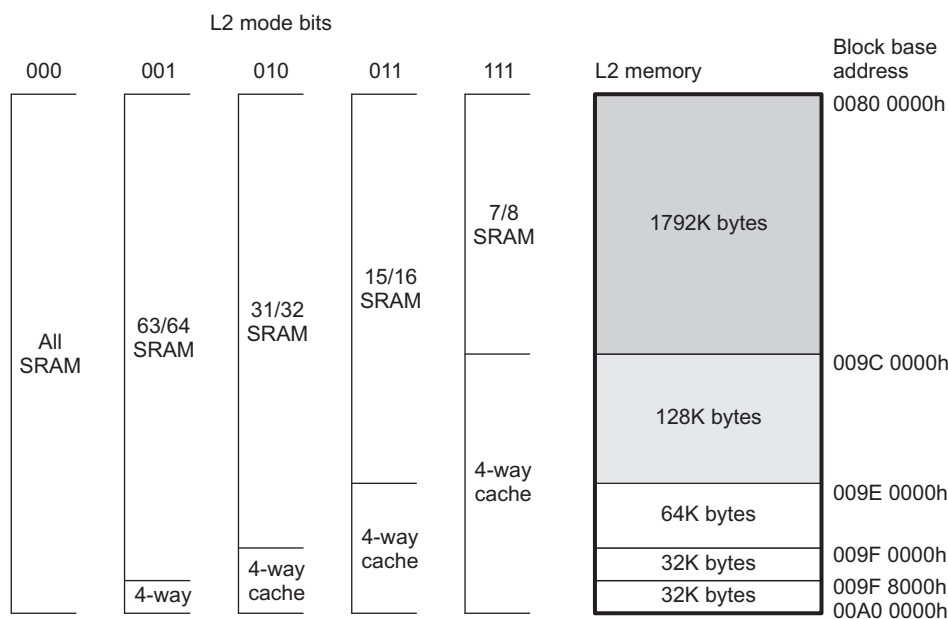 L2 mode bits
000 001 010 011 111 L2 memory
Block base
address
0080 0000h
7/8
SRAM
1792K bytes
15/16
SRAM
31/32
SRAM
63/64
SRAM
All
SRAM
009C 0000h
128K bytes
4-way
cache
009E 0000h
64K bytes
4-way
cache
009F 0000h
4-way
cache
32K bytes
009F 8000h
4-way
32K bytes
00A0 0000h